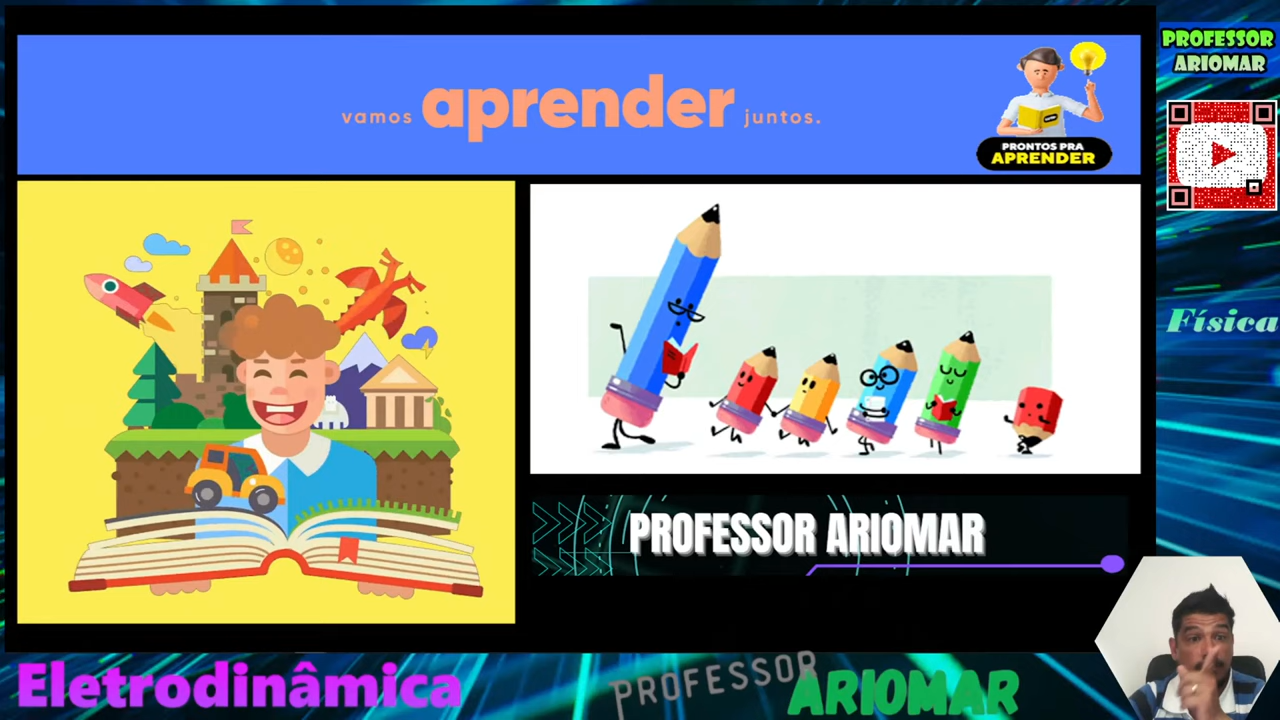 vamos aprender juntos.
PRONTOS PRA
APRENDER
PROFESSOR
ARIOMAR
Física
PROFESSOR ARIOMAR
Eletrodinâmica
PROFESSOR ARIOMAR